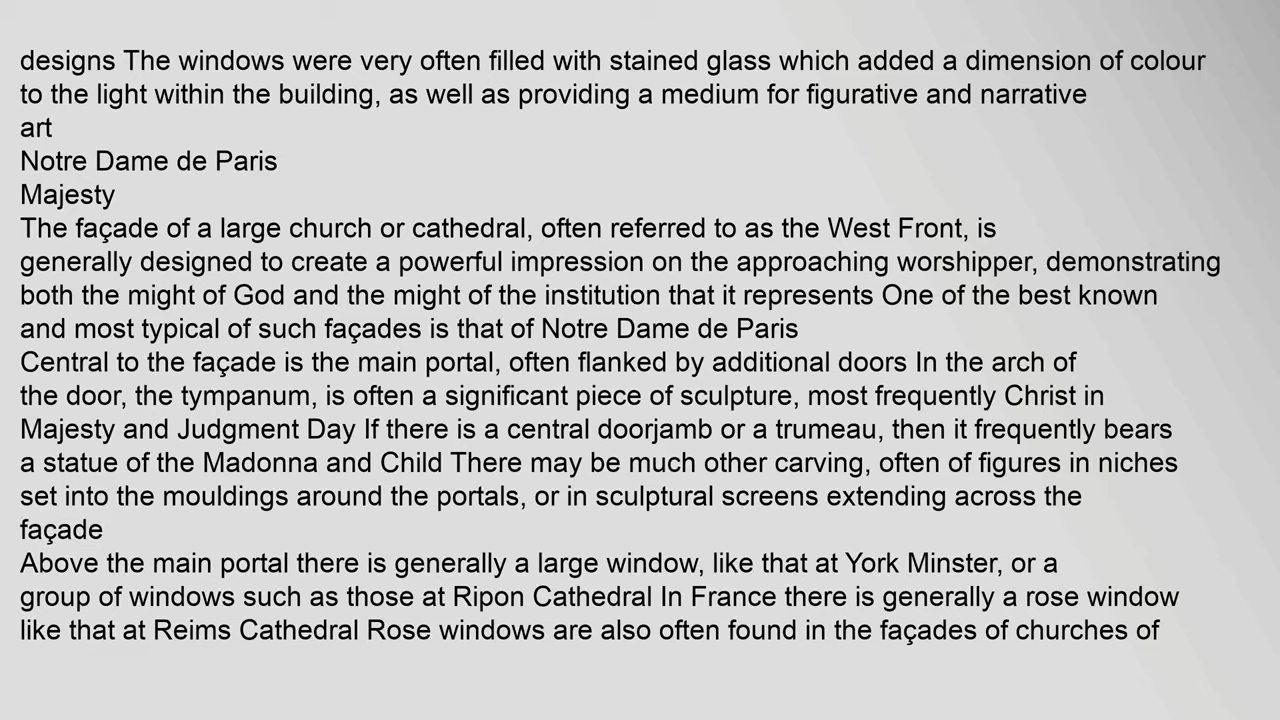 designs The windows were very often filled with stained glass which added a dimension of colour
to the light within the building, as well as providing a medium for figurative and narrative
art
Notre Dame de Paris
Majesty
The façade of a large church or cathedral, often referred to as the West Front, is
generally designed to create a powerful impression on the approaching worshipper, demonstrating
both the might of God and the might of the institution that it represents One of the best known
and most typical of such façades is that of Notre Dame de Paris
Central to the façade is the main portal, often flanked by additional doors In the arch of
the door, the tympanum, is often a significant piece of sculpture, most frequently Christ in
Majesty and Judgment Day If there is a central doorjamb or a trumeau, then it frequently bears
a statue of the Madonna and Child There may be much other carving, often of figures in niches
set into the mouldings around the portals, or in sculptural screens extending across the
façade
Above the main portal there is generally a large window, like that at York Minster, or a
group of windows such as those at Ripon Cathedral In France there is generally a rose window
like that at Reims Cathedral Rose windows are also often found in the façades of churches of